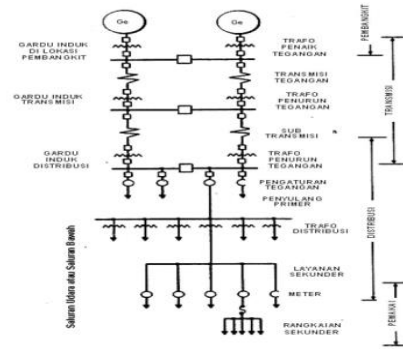 Ge
Ge
GARDU INDUK
DI LOKASI
PEMBANGKIT
TRAFO
PENAIK
TEGANGAN
PEMBANGKIT
TRANSMISI
TEGANGAN
GARDU INDUK
TRANSMISI
TRAFO
PENURUN
TEGANGAN
TRANSMISI
SUB
TRANSMISI
GARDU
INDUK
DISTRIBUSI
TRAFO
PENURUN
TEGANGAN
PENGATURAN
TEGANGAN
PENYULANG
PRIMER
TRAFO
DISTRIBUSI
DISTRIBUSI
Saluran Udara atau Saluran Bawah
LAYANAN
SEKUNDER
METER
PEMAKAI
RANGKAIAN
SEKUNDER